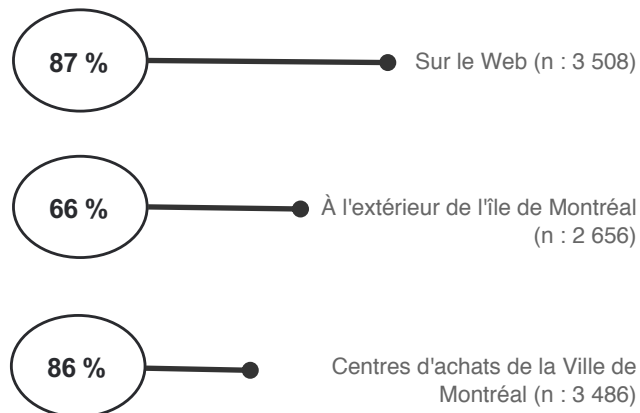 87 %
Sur le Web (n : 3 508)
66 %
À l'extérieur de l'île de Montréal
(n : 2 656)
86 %
Centres d'achats de la Ville de
Montréal (n : 3 486)